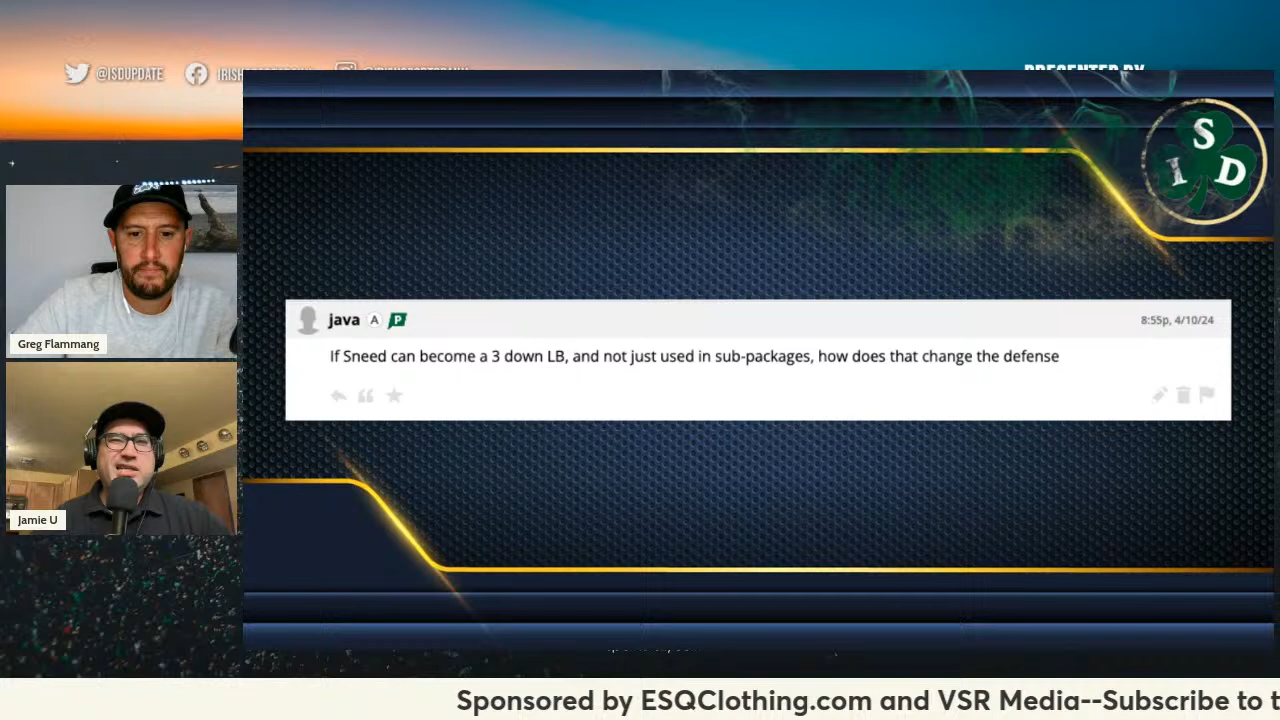 @ISDUPDATE
PRESENTED BY
S
I D
java A P
8:55p, 4/10/24
If Sneed can become a 3 down LB, and not just used in sub-packages, how does that change the defense
Greg Flammang
Jamie U
Sponsored by ESQClothing.com and VSR Media--Subscribe to t